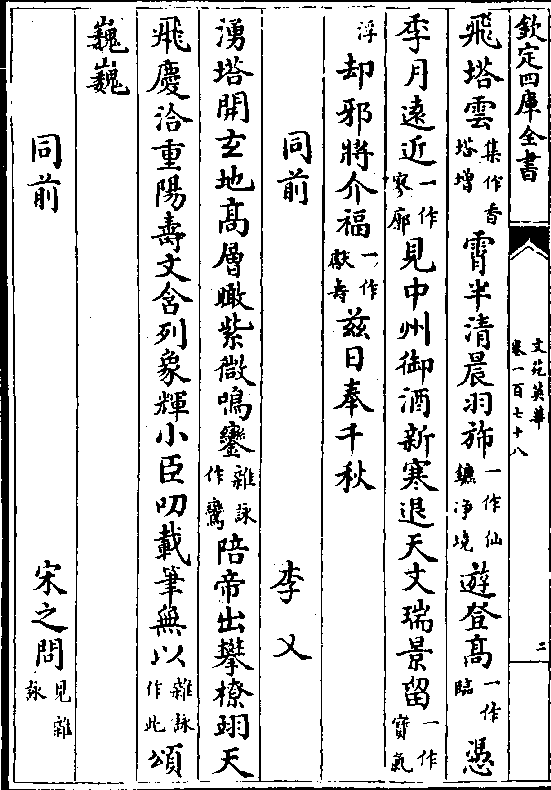 欽定四庫全書
文苑英華
卷一百七十八
二
飛塔雲集作香塔增霄半清晨羽斾一作仙鑣淨境遊登高一作臨憑
季月遠近一作寥廓見中州御酒新寒退天文瑞景留一作寶氣
浮却邪將介福一作獻壽兹日奉千秋
同前 李乂
湧塔開玄地高層瞰紫微鳴鑾雜詠作鸞陪帝出攀橑翊天
飛慶洽重陽壽文含列象輝小臣叨載筆無以雜詠作此頌
巍巍
同前 宋之問見雜詠